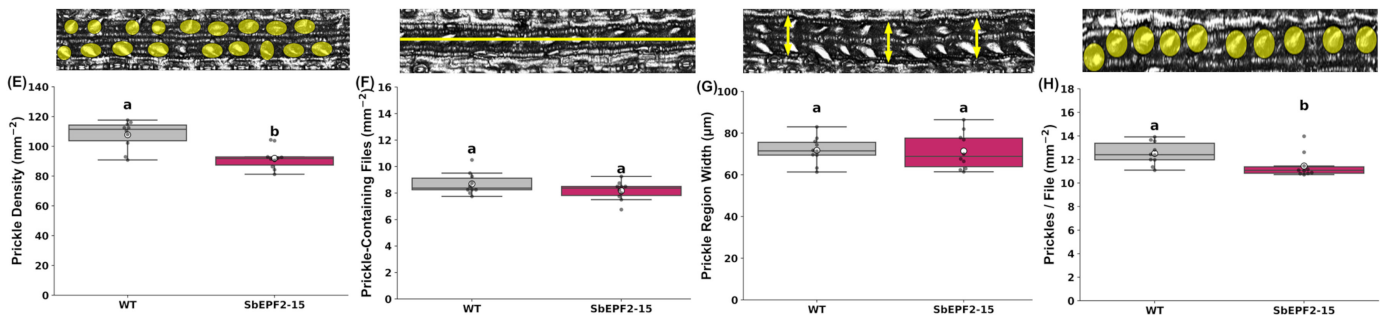 (E)
Prickle Density (mm⁻²)
140
120
100
80
60
40
20
0
a
b
WT
SbEPF2-15
(F)
Prickle-Containing Files (mm⁻²)
16
14
12
10
8
6
4
2
0
a
a
WT
SbEPF2-15
(G)
Prickle Region Width (µm)
100
80
60
40
20
0
a
a
WT
SbEPF2-15
(H)
Prickles / File (mm⁻²)
18
16
14
12
10
8
6
4
2
0
a
b
WT
SbEPF2-15